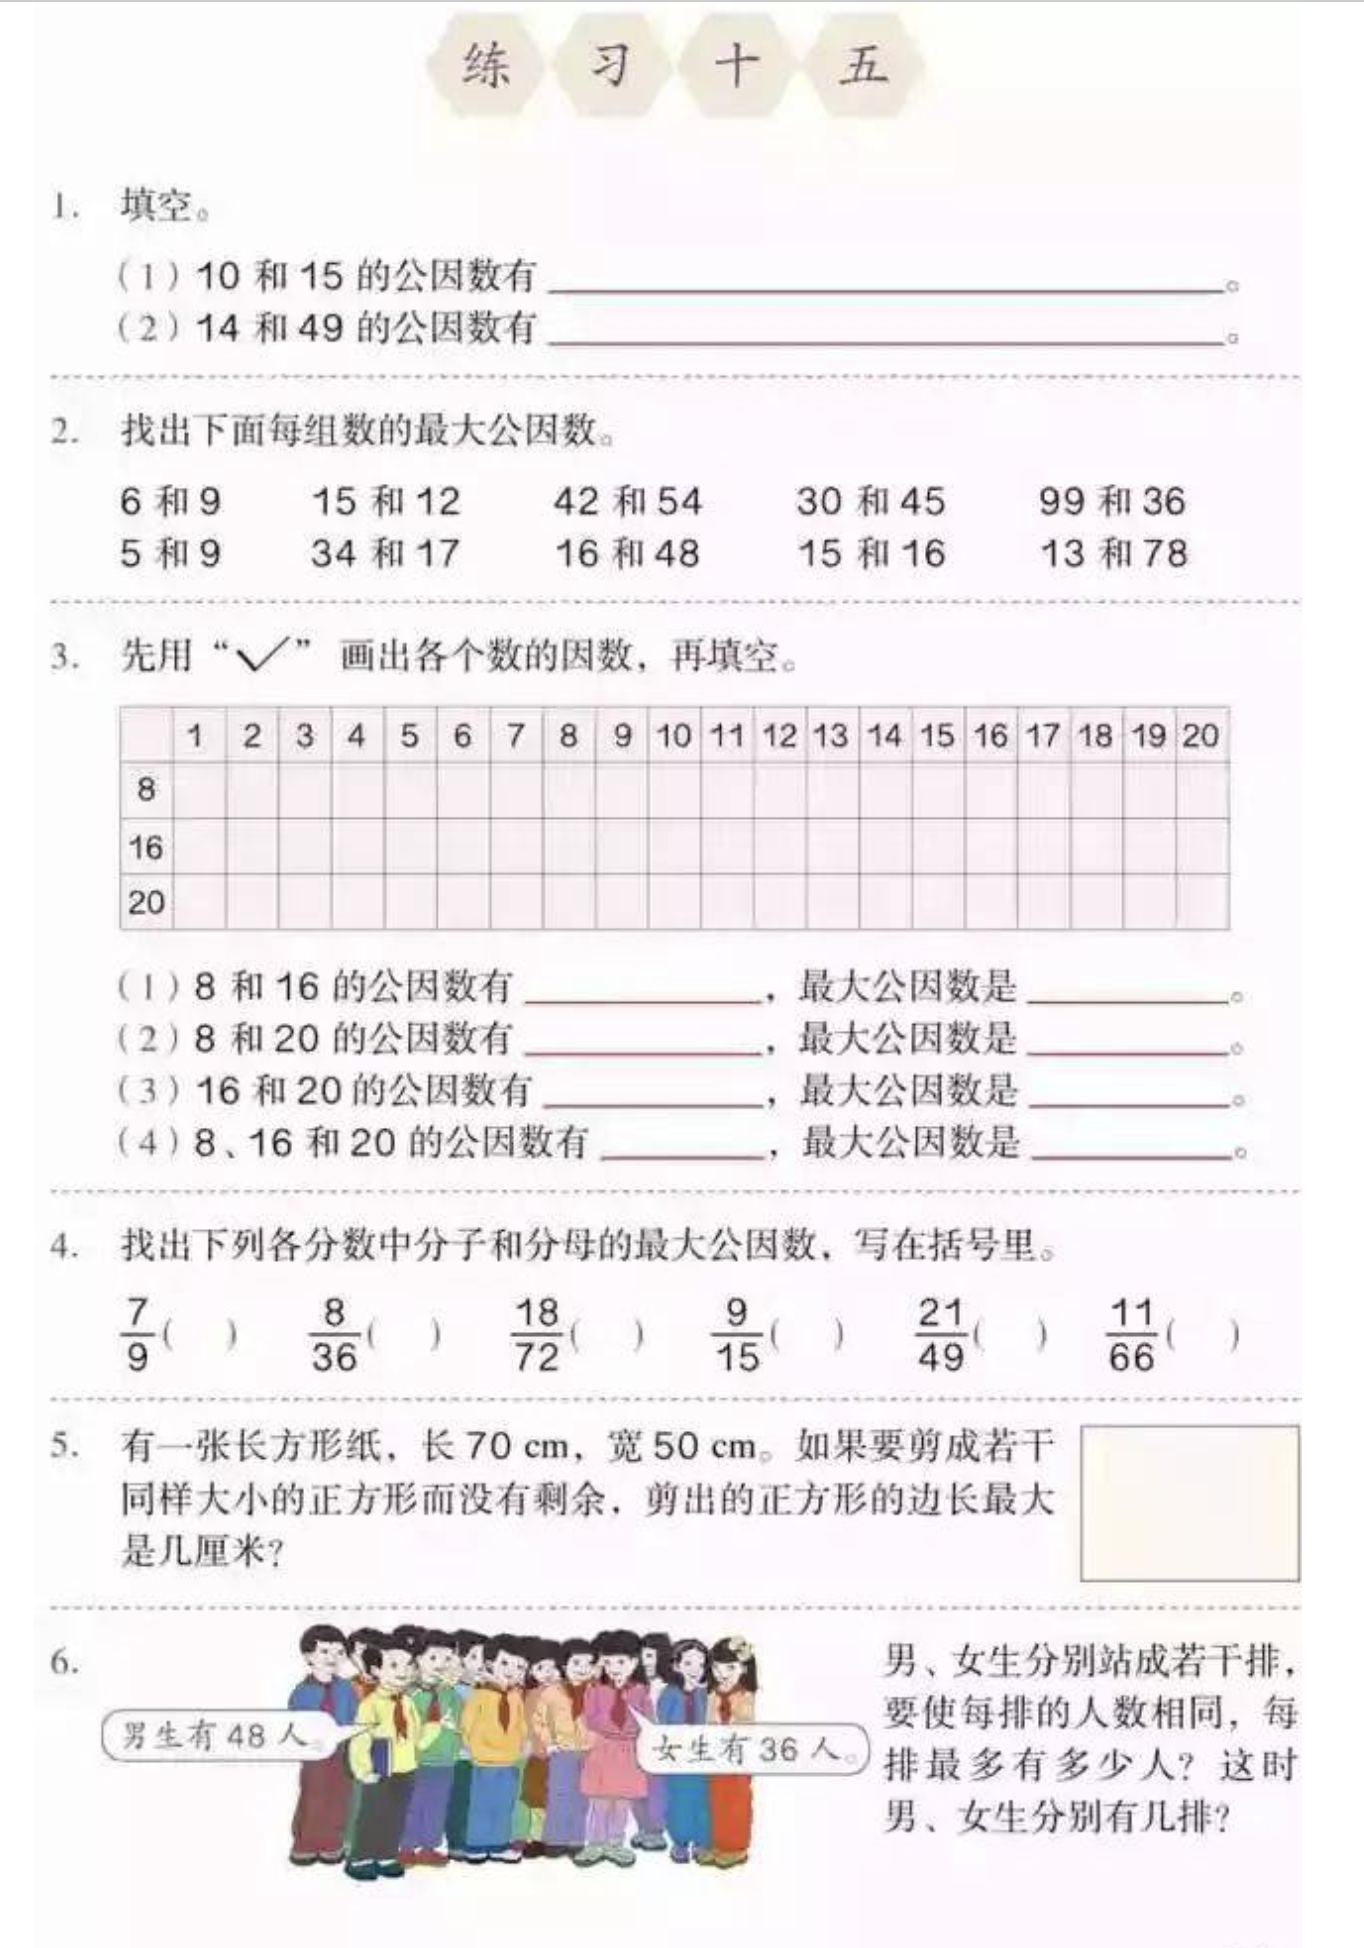 练习十五
1. 填空。
（1）10 和 15 的公因数有 ____________。
（2）14 和 49 的公因数有 ____________。
2. 找出下面每组数的最大公因数。
6 和 9 15 和 12 42 和 54 30 和 45 99 和 36
5 和 9 34 和 17 16 和 48 15 和 16 13 和 78
3. 先用“✓”画出各个数的因数，再填空。
1 2 3 4 5 6 7 8 9 10 11 12 13 14 15 16 17 18 19 20
8
16
20
（1）8 和 16 的公因数有 ________，最大公因数是 ________。
（2）8 和 20 的公因数有 ________，最大公因数是 ________。
（3）16 和 20 的公因数有 ________，最大公因数是 ________。
（4）8、16 和 20 的公因数有 ________，最大公因数是 ________。
4. 找出下列各分数中分子和分母的最大公因数，写在括号里。
7/9( ) 8/36( ) 18/72( ) 9/15( ) 21/49( ) 11/66( )
5. 有一张长方形纸，长 70 cm，宽 50 cm。如果要剪成若干
同样大小的正方形而没有剩余，剪出的正方形的边长最大
是几厘米？
6.
男生有 48 人。
女生有 36 人。
男、女生分别站成若干排，
要使每排的人数相同，每
排最多有多少人？这时
男、女生分别有几排？